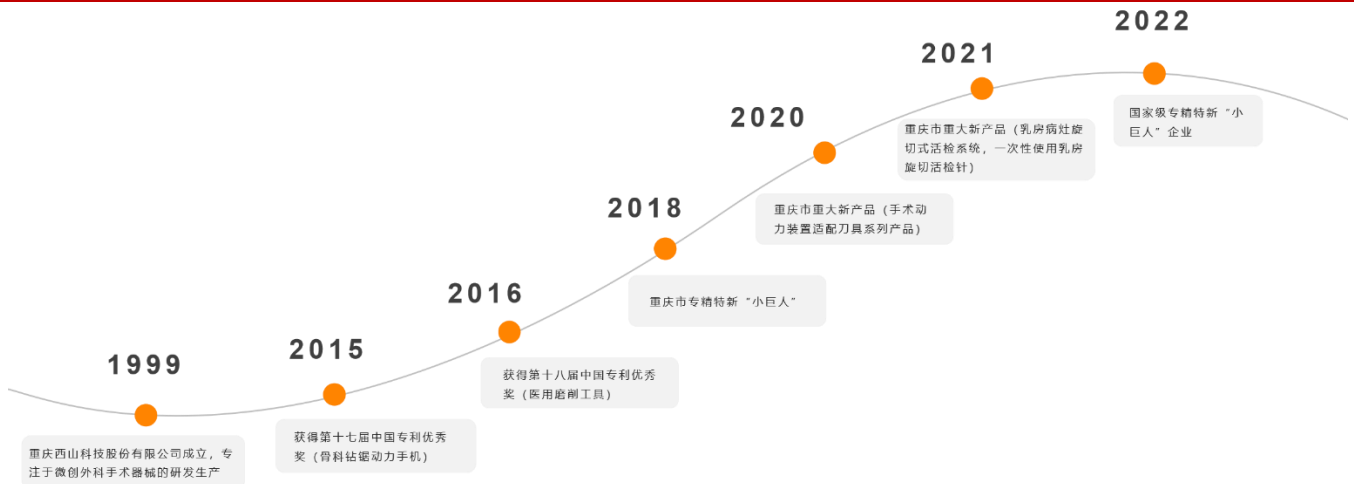 1999
重庆西山科技股份有限公司成立，专
注于微创外科手术器械的研发生产
2015
获得第十七届中国专利优秀
奖（骨科钻锯动力手机）
2016
获得第十八届中国专利优秀
奖（医用磨削工具）
2018
重庆市专精特新“小巨人”
2020
重庆市重大新产品（手术动
力装置适配刀具系列产品）
2021
重庆市重大新产品（乳房病灶旋
切式活检系统，一次性使用乳房
旋切活检针）
2022
国家级专精特新“小
巨人”企业